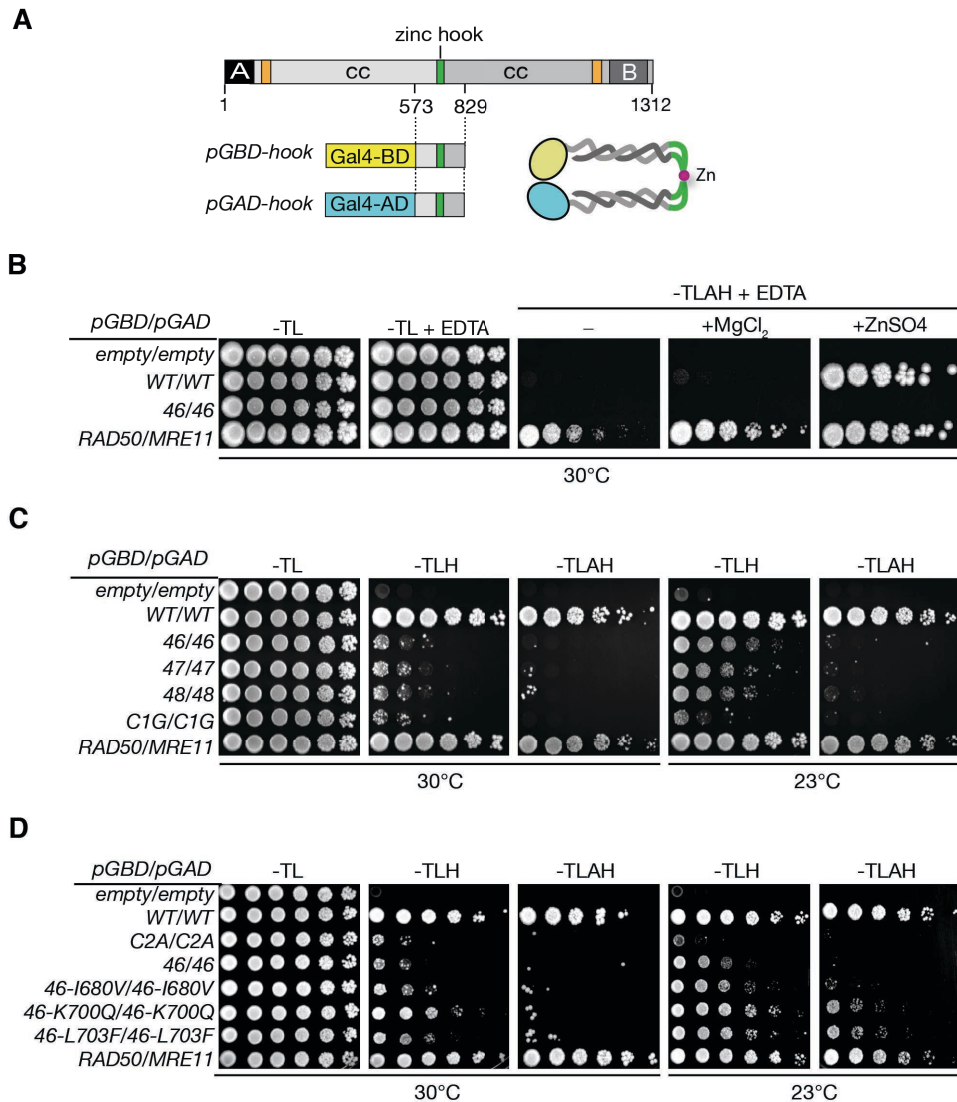 A
zinc hook
A cc cc B
1 573 829 1312
pGBD-hook Gal4-BD
pGAD-hook Gal4-AD
Zn
B
-TLAH + EDTA
pGBD/pGAD -TL -TL + EDTA – +MgCl2 +ZnSO4
empty/empty
WT/WT
46/46
RAD50/MRE11
30°C
C
pGBD/pGAD -TL -TLH -TLAH -TLH -TLAH
empty/empty
WT/WT
46/46
47/47
48/48
C1G/C1G
RAD50/MRE11
30°C 23°C
D
pGBD/pGAD -TL -TLH -TLAH -TLH -TLAH
empty/empty
WT/WT
C2A/C2A
46/46
46-I680V/46-I680V
46-K700Q/46-K700Q
46-L703F/46-L703F
RAD50/MRE11
30°C 23°C